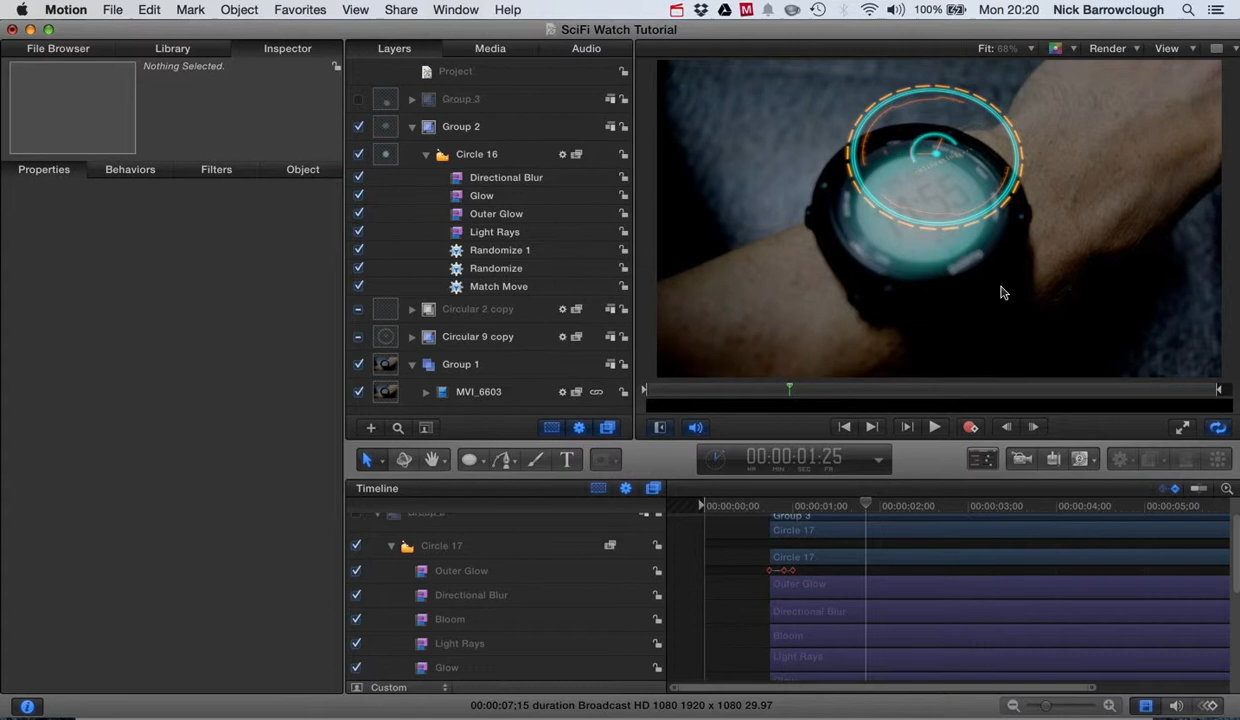 Motion File Edit Mark Object Favorites View Share Window Help 100% Mon 20:20 Nick Barrowclough
SciFi Watch Tutorial
File Browser Library Inspector Layers Media Audio Fit: 68% Render View
Nothing Selected.
Project
Group 3
Group 2
Circle 16
Properties Behaviors Filters Object
Directional Blur
Glow
Outer Glow
Light Rays
Randomize 1
Randomize
Match Move
Circular 2 copy
Circular 9 copy
Group 1
MVI_6603
T 00:00:01:25
HR MIN SEC FR
Timeline
00:00:00;00 00:00:01;00 00:00:02;00 00:00:03;00 00:00:04;00 00:00:05;00
Group 3
Circle 17
Circle 17 Circle 17
Outer Glow Outer Glow
Directional Blur Directional Blur
Bloom Bloom
Light Rays Light Rays
Glow
Custom
00:00:07;15 duration Broadcast HD 1080 1920 x 1080 29.97